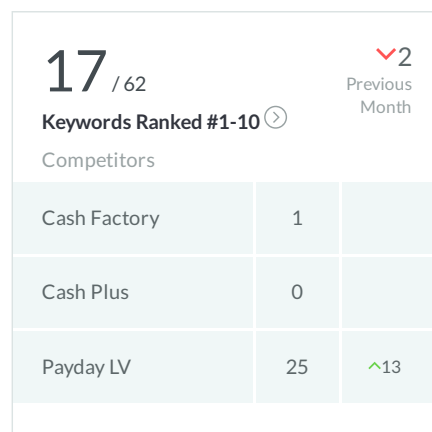 17 / 62
2
Previous
Month
Keywords Ranked #1-10
Competitors
Cash Factory 1
Cash Plus 0
Payday LV 25 13